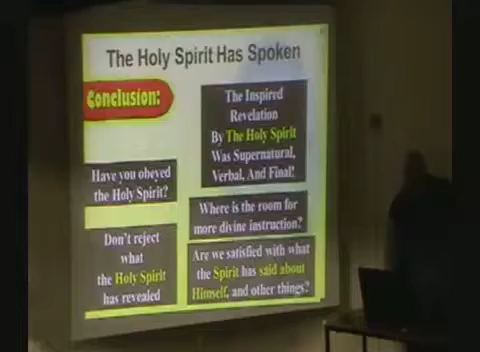 The Holy Spirit Has Spoken
Conclusion:
The Inspired
Revelation
By The Holy Spirit
Was Supernatural,
Verbal, And Final!
Have you obeyed
the Holy Spirit?
Where is the room for
more divine instruction?
Don't reject
what
the Holy Spirit
has revealed
Are we satisfied with what
the Spirit has said about
Himself, and other things?